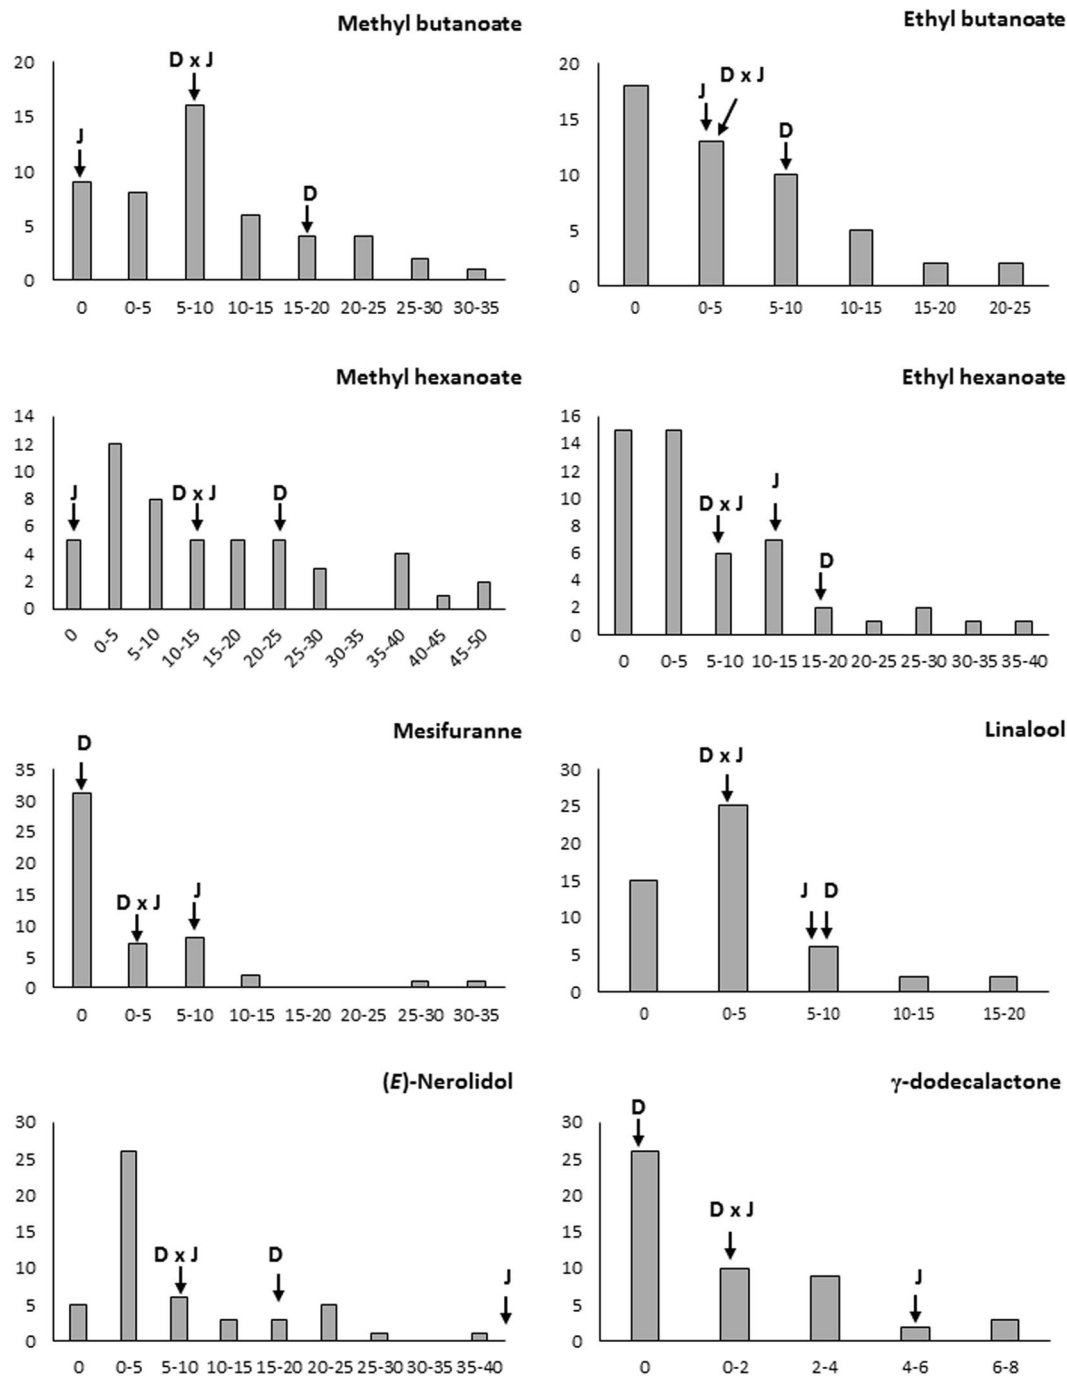 Methyl butanoate
D x J
J
D
20
15
10
5
0
0 0-5 5-10 10-15 15-20 20-25 25-30 30-35
Ethyl butanoate
D x J
J
D
20
15
10
5
0
0 0-5 5-10 10-15 15-20 20-25
Methyl hexanoate
J D x J D
14
12
10
8
6
4
2
0
0 0-5 5-10 10-15 15-20 20-25 25-30 30-35 35-40 40-45 45-50
Ethyl hexanoate
J
D x J
D
16
14
12
10
8
6
4
2
0
0 0-5 5-10 10-15 15-20 20-25 25-30 30-35 35-40
Mesifuranne
D
D x J
J
35
30
25
20
15
10
5
0
0 0-5 5-10 10-15 15-20 20-25 25-30 30-35
Linalool
D x J
J D
30
25
20
15
10
5
0
0 0-5 5-10 10-15 15-20
(E)-Nerolidol
D x J D
J
30
25
20
15
10
5
0
0 0-5 5-10 10-15 15-20 20-25 25-30 30-35 35-40
γ-dodecalactone
D
D x J
J
30
25
20
15
10
5
0
0 0-2 2-4 4-6 6-8